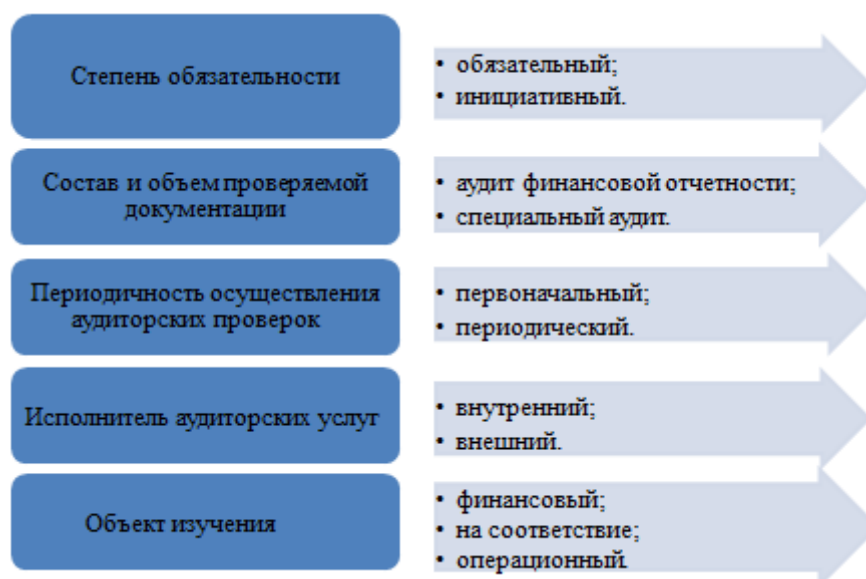 Степень обязательности
• обязательный;
• инициативный.
Состав и объем проверяемой
документации
• аудит финансовой отчетности;
• специальный аудит.
Периодичность осуществления
аудиторских проверок
• первоначальный;
• периодический.
Исполнитель аудиторских услуг
• внутренний;
• внешний.
Объект изучения
• финансовый;
• на соответствие;
• операционный.